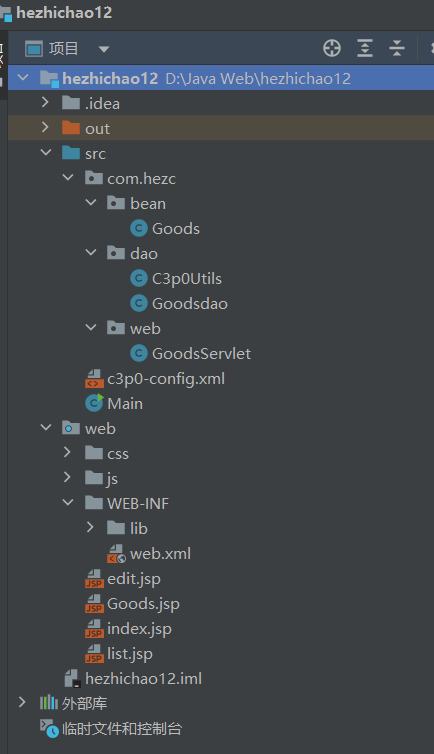 hezhichao12
项目
hezhichao12 D:\Java Web\hezhichao12
.idea
out
src
com.hezc
bean
Goods
dao
C3p0Utils
Goodsdao
web
GoodsServlet
c3p0-config.xml
Main
web
css
js
WEB-INF
lib
web.xml
edit.jsp
Goods.jsp
index.jsp
list.jsp
hezhichao12.iml
外部库
临时文件和控制台